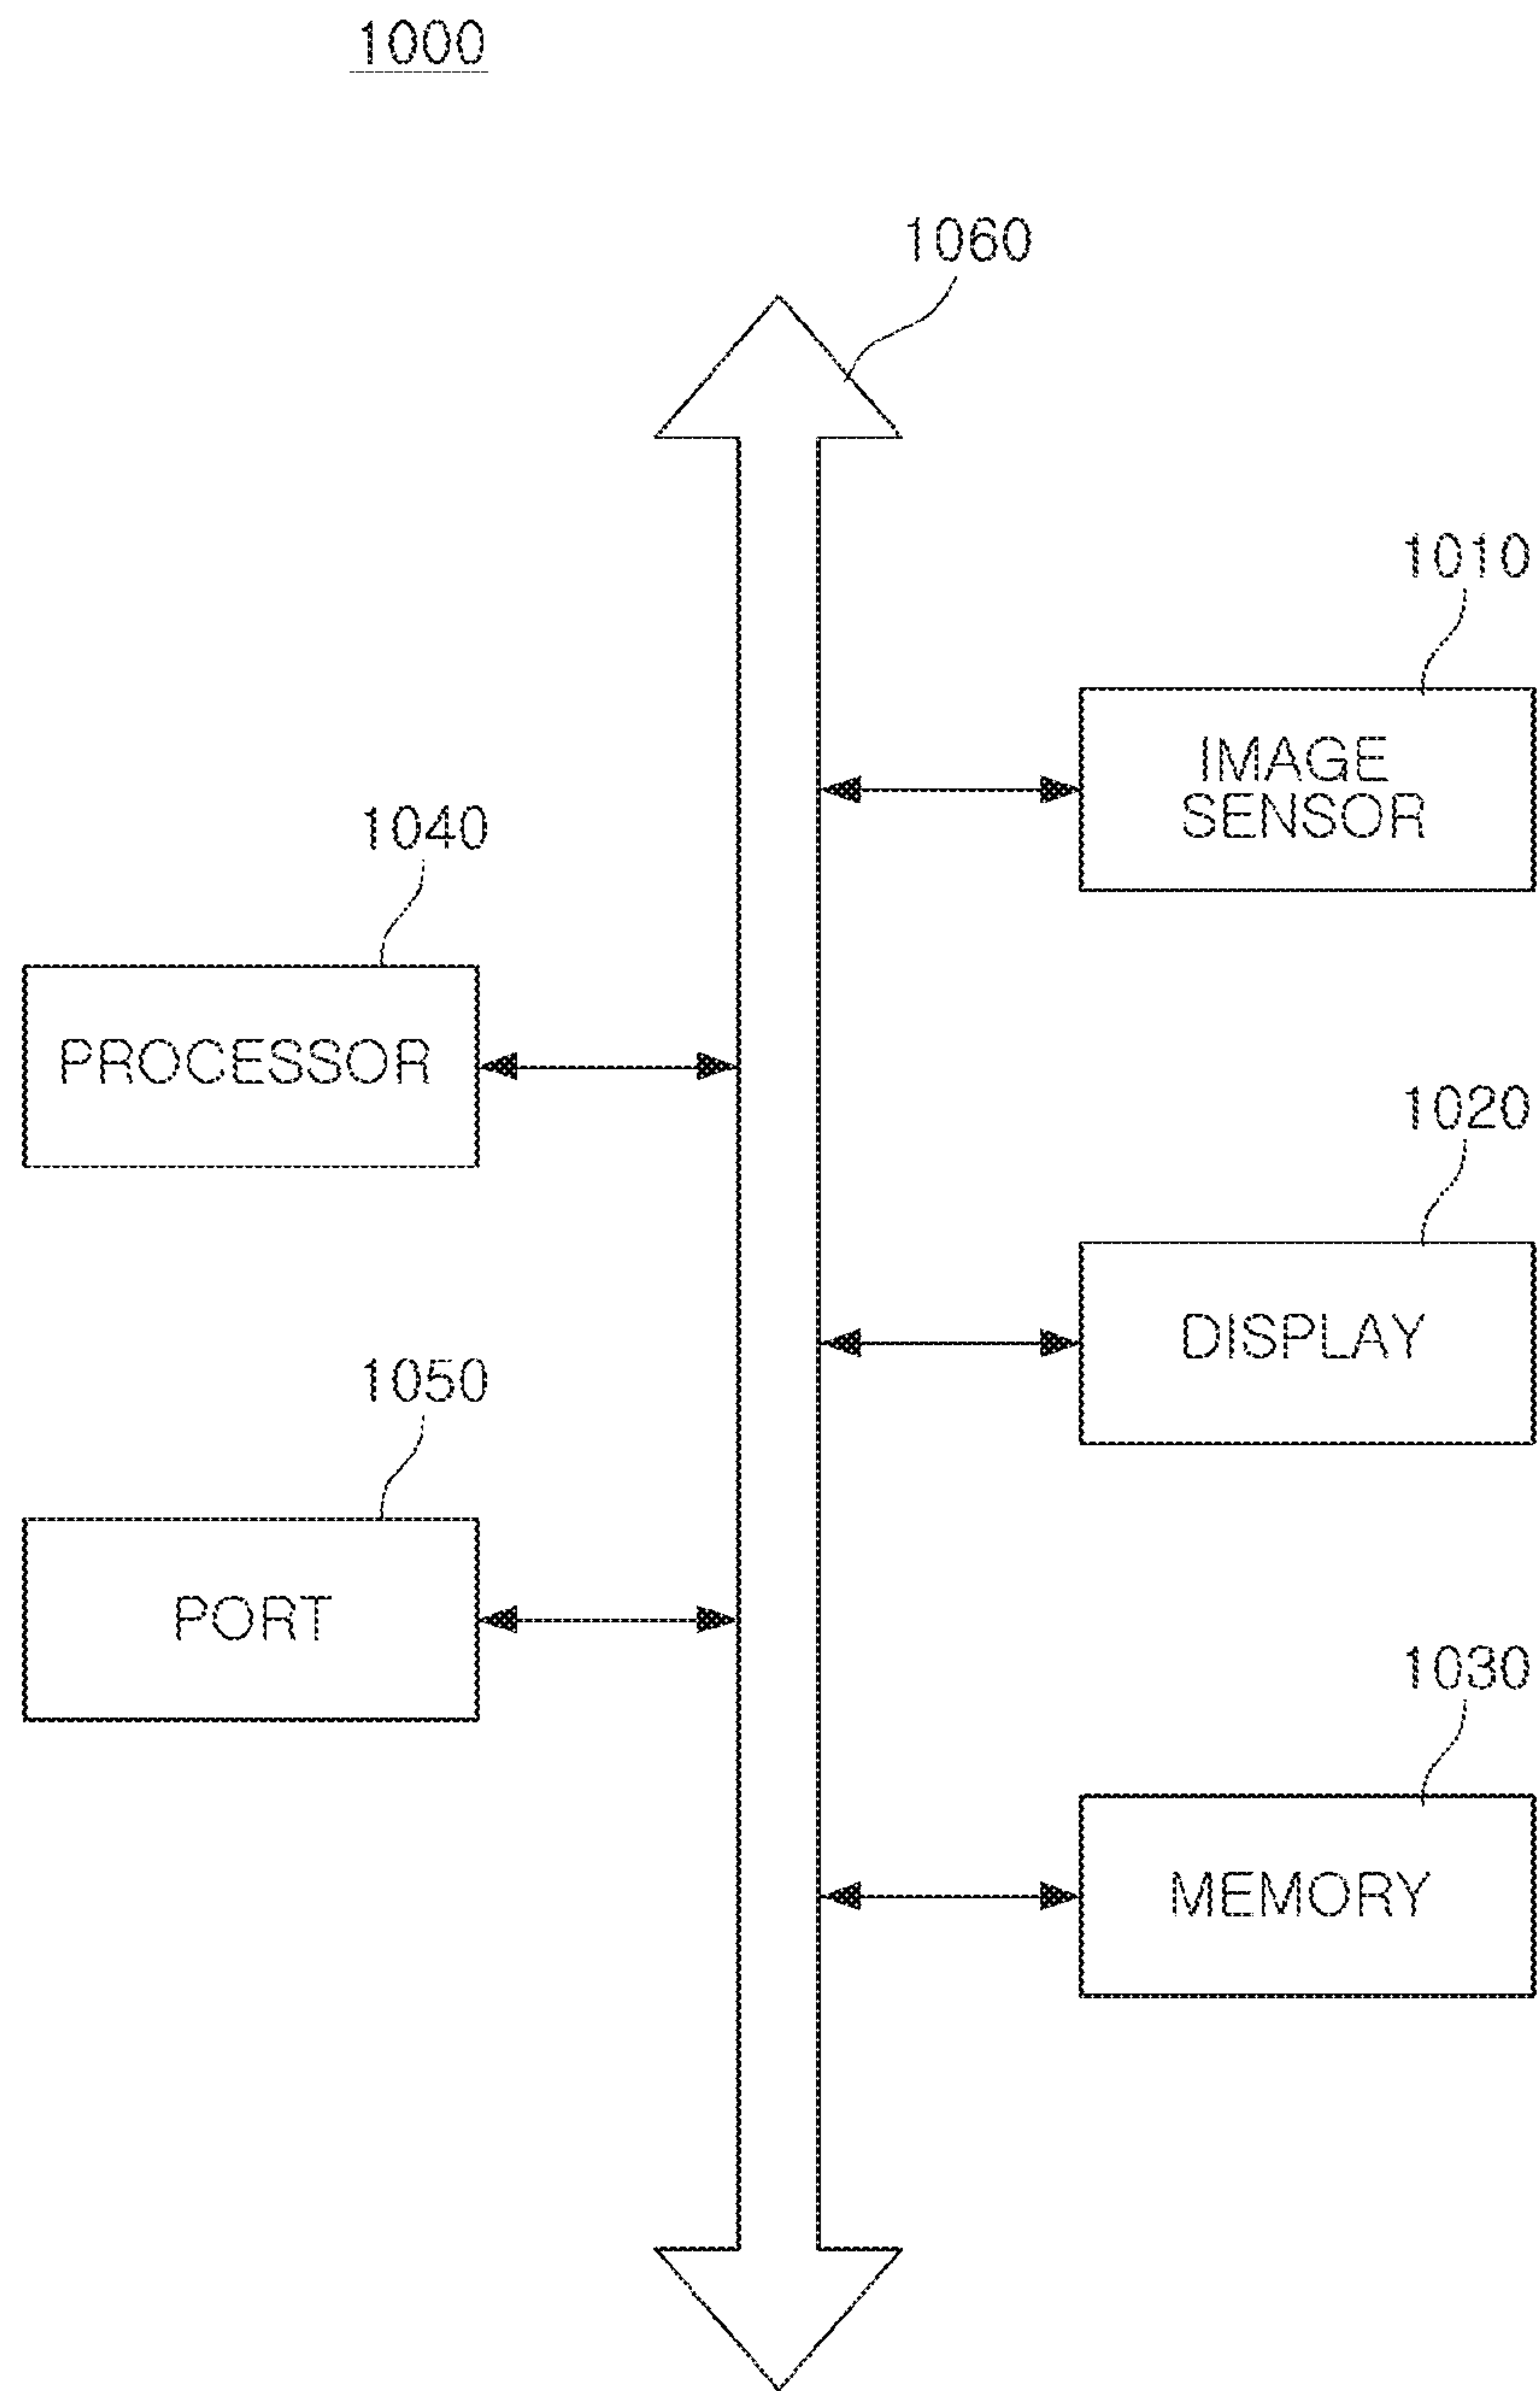 1000
1060
1010
IMAGE
SENSOR
1040
PROCESSOR
1020
DISPLAY
1050
PORT
1030
MEMORY